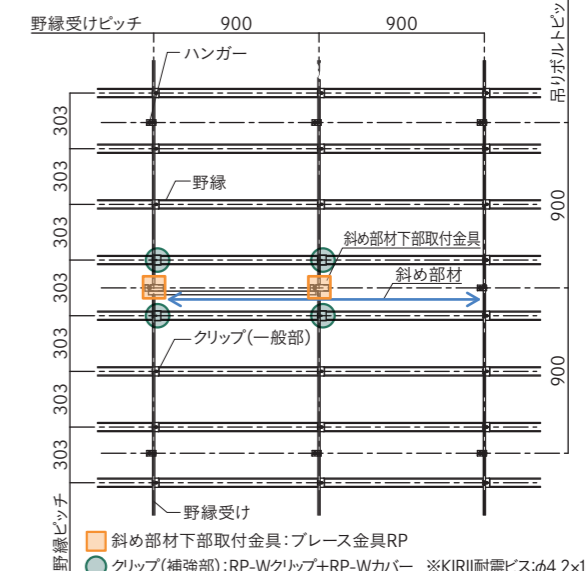 野縁受けピッチ
900
900
吊りボルトピッ
ハンガー
303
303
野縁
900
303
斜め部材下部取付金具
斜め部材
303
303
クリップ(一般部)
303
900
303
野縁受け
野縁ピッチ
斜め部材下部取付金具:ブレース金具RP
クリップ(補強部):RP-Wクリップ+RP-Wカバー ※KIRII耐震ビス:φ4.2×1